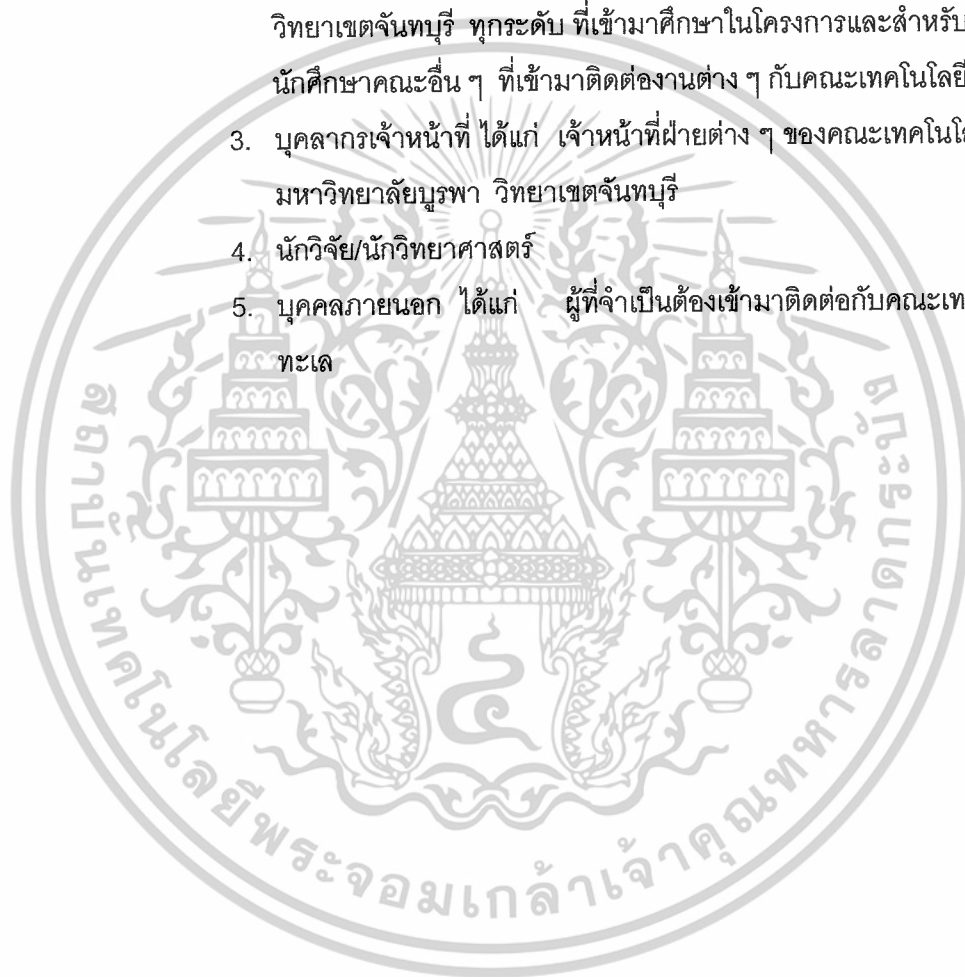 วิทยาเขตจันทบุรี ทุกระดับ ที่เข้ามาศึกษาในโครงการและสำหรับ
นักศึกษาคณะอื่น ๆ ที่เข้ามาติดต่องานต่าง ๆ กับคณะเทคโนโลยี
3. บุคลากรเจ้าหน้าที่ ได้แก่ เจ้าหน้าที่ฝ่ายต่าง ๆ ของคณะ
มหาวิทยาลัยบูรพา วิทยาเขตจันทบุรี
4. นักวิจัย/นักวิทยาศาสตร์
5. บุคคลภายนอก ได้แก่ ผู้ที่จำเป็นต้องเข้ามาติดต่อกับ
ทะเล
สถาบันเทคโนโลยีพระจอมเกล้าเจ้าคุณทหารลาดกระบัง